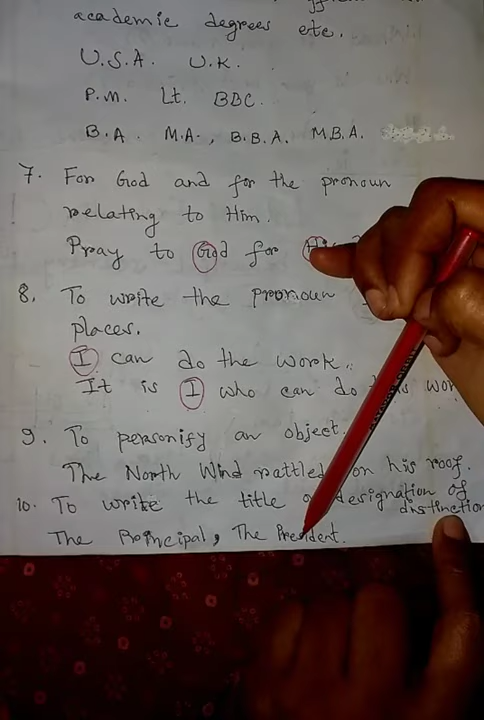 academic degrees etc.
U.S.A. U.K.
P.M. Lt. BBC.
B.A. M.A., B.B.A. M.B.A.
7. For God and for the pronoun
relating to Him.
Pray to God for
8. To write the pronoun
places.
I can do the work.
It is I who can do
9. To personify an object.
The North Wind rattled on his roof.
10. To write the title designation of
distinction
The Principal, The President.